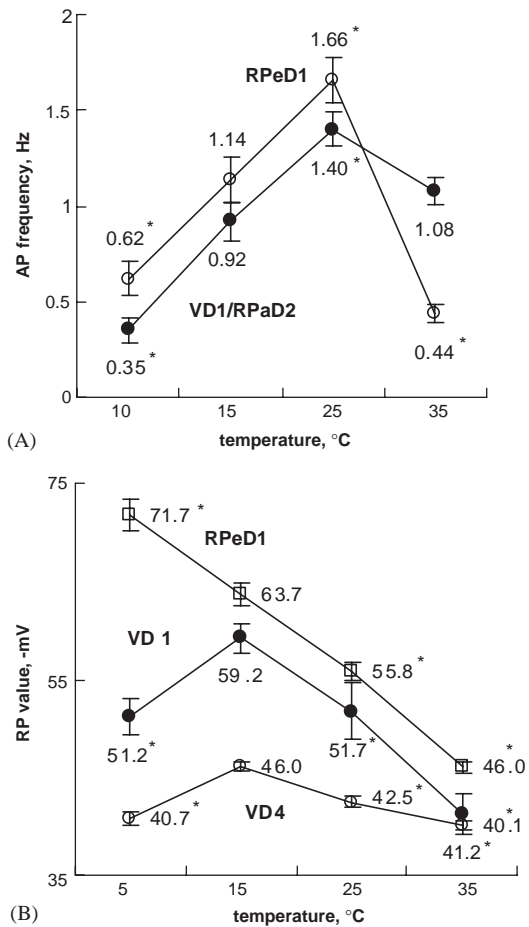 2
1.66 *
RPeD1
1.5
1.14
1.40 *
AP frequency, Hz
1
0.62 *
1.08
0.92
0.5
VD1/RPaD2
0.35 *
0.44 *
0
10 15 25 35
(A)
temperature, °C
75
71.7 *
RPeD1
63.7
VD 1
RP value, -mV
55
59.2
55.8 *
51.2 *
51.7 *
46.0 *
46.0
42.5 *
40.7 *
VD4
40.1 *
41.2 *
35
5 15 25 35
(B)
temperature, °C